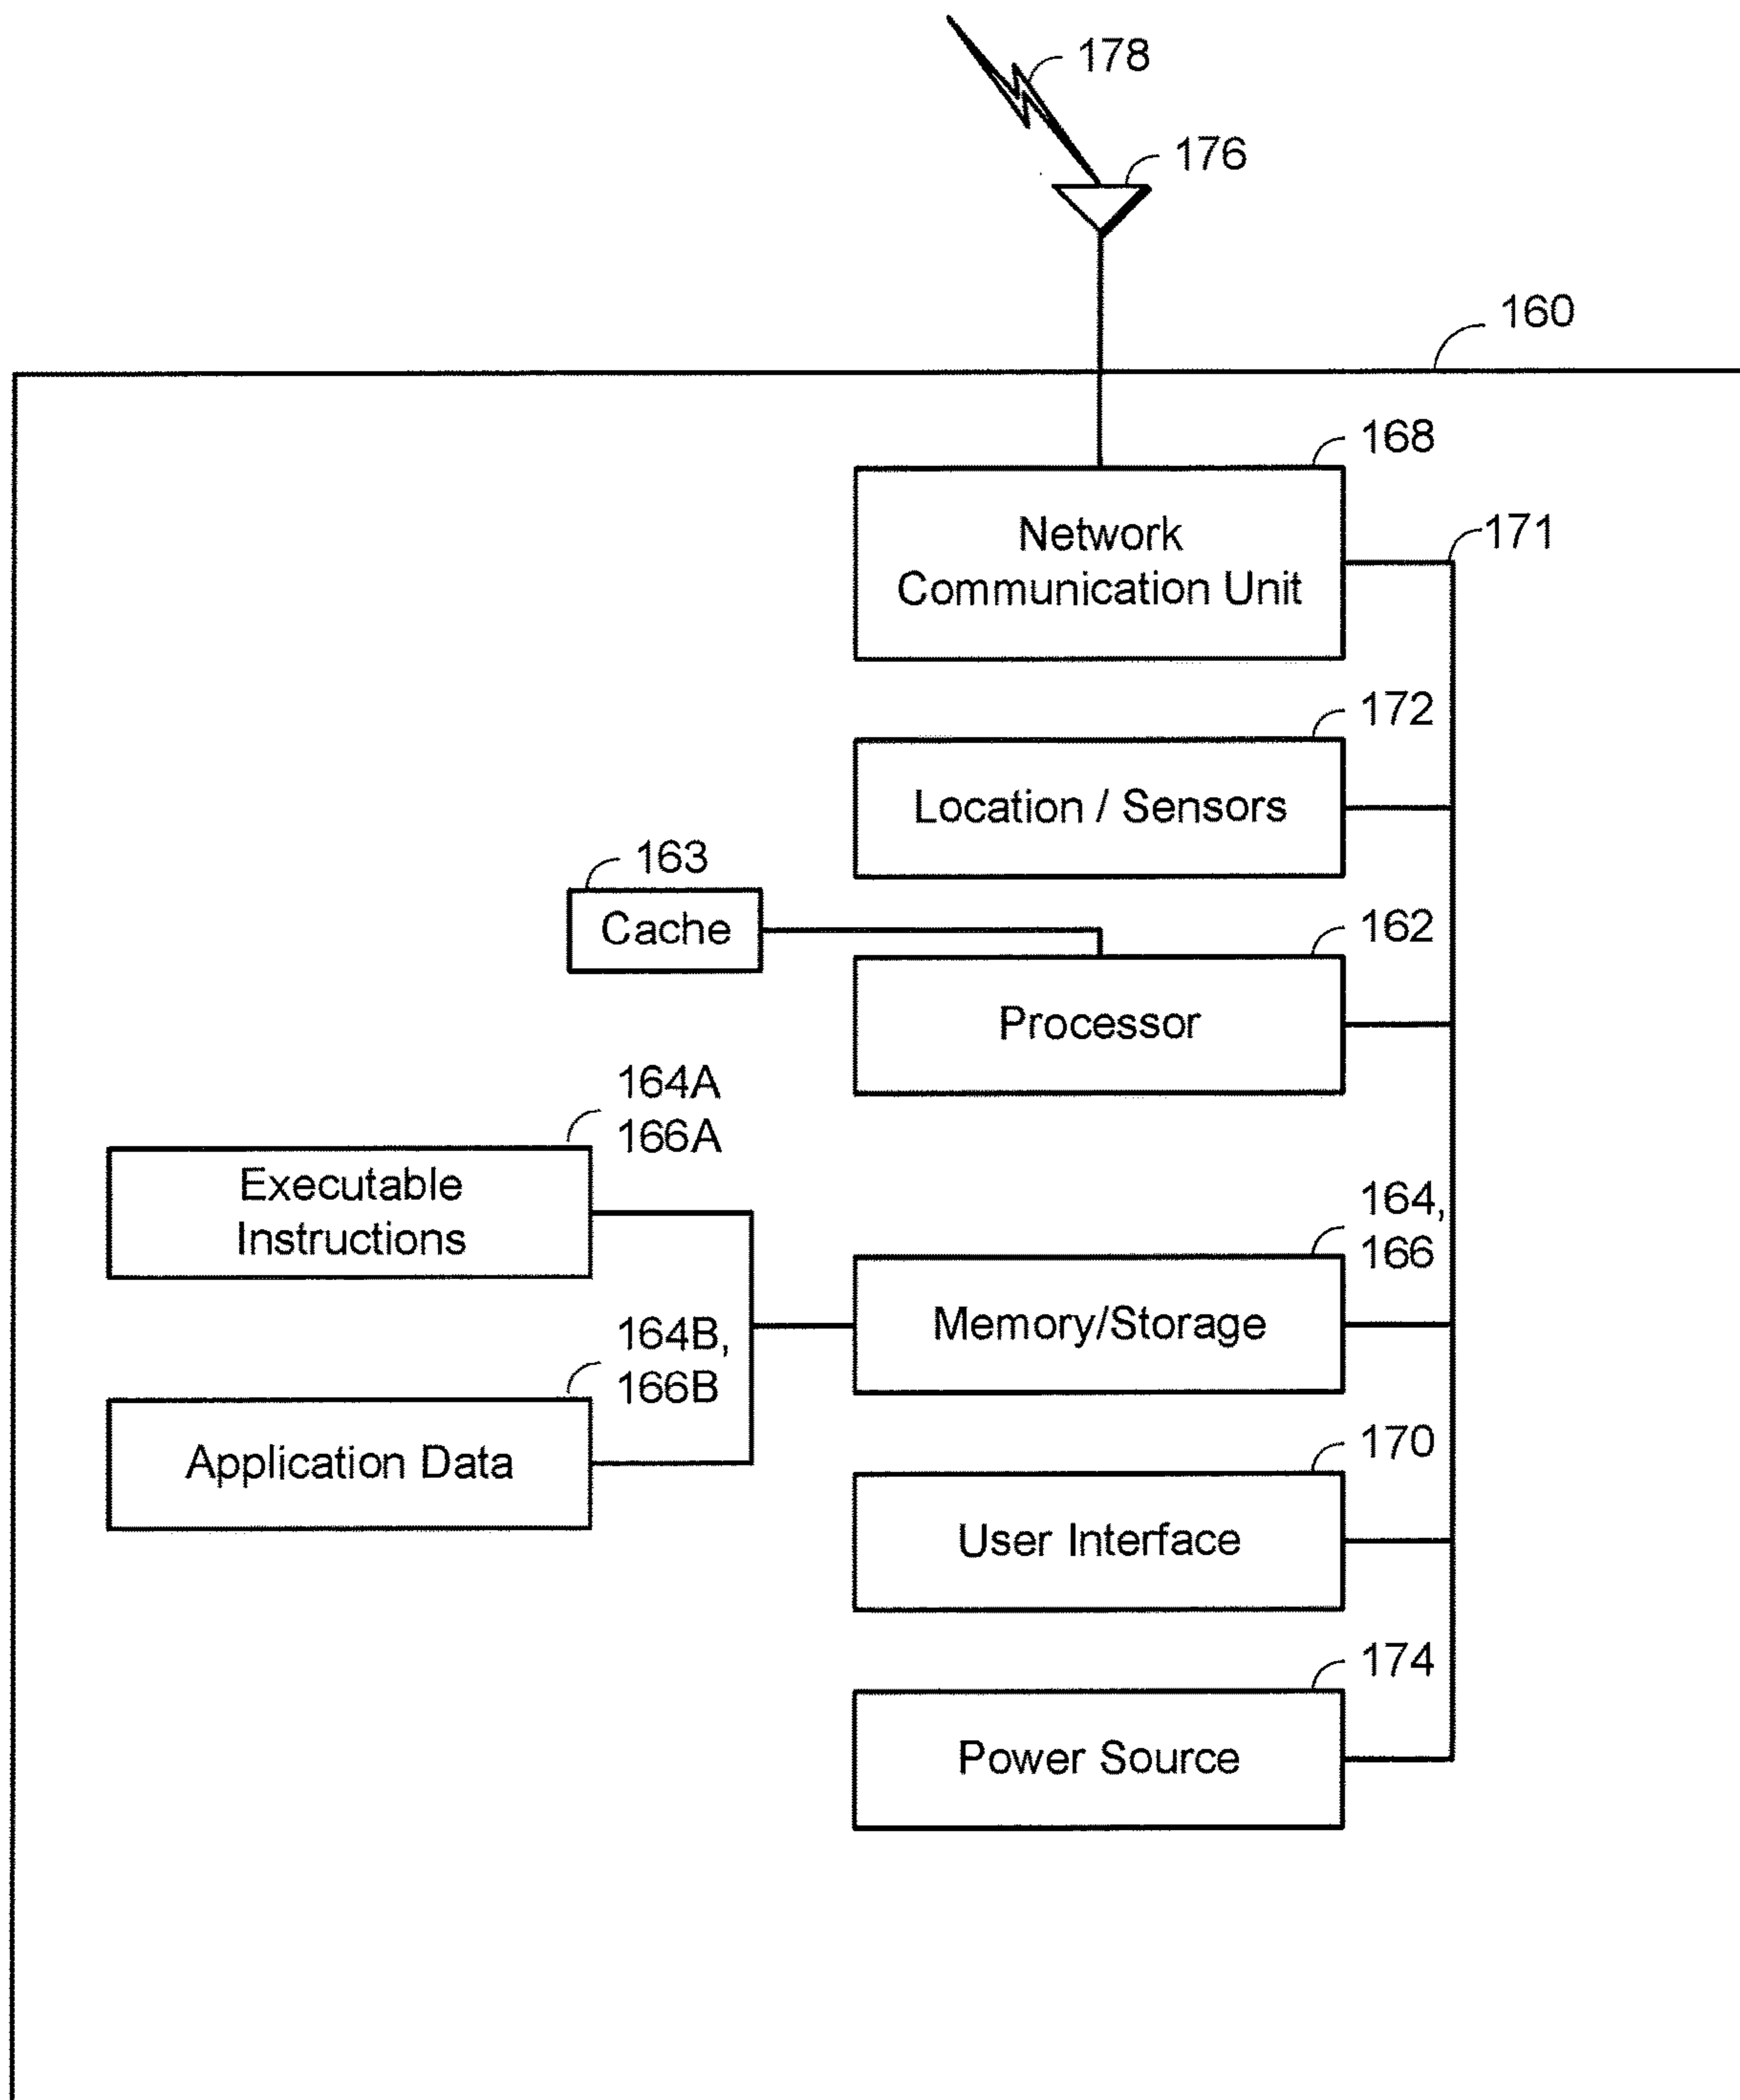 178
176
160
168
Network
Communication Unit
171
172
Location / Sensors
163
Cache
162
Processor
164A
166A
Executable
Instructions
164,
166
Memory/Storage
164B,
166B
Application Data
170
User Interface
174
Power Source